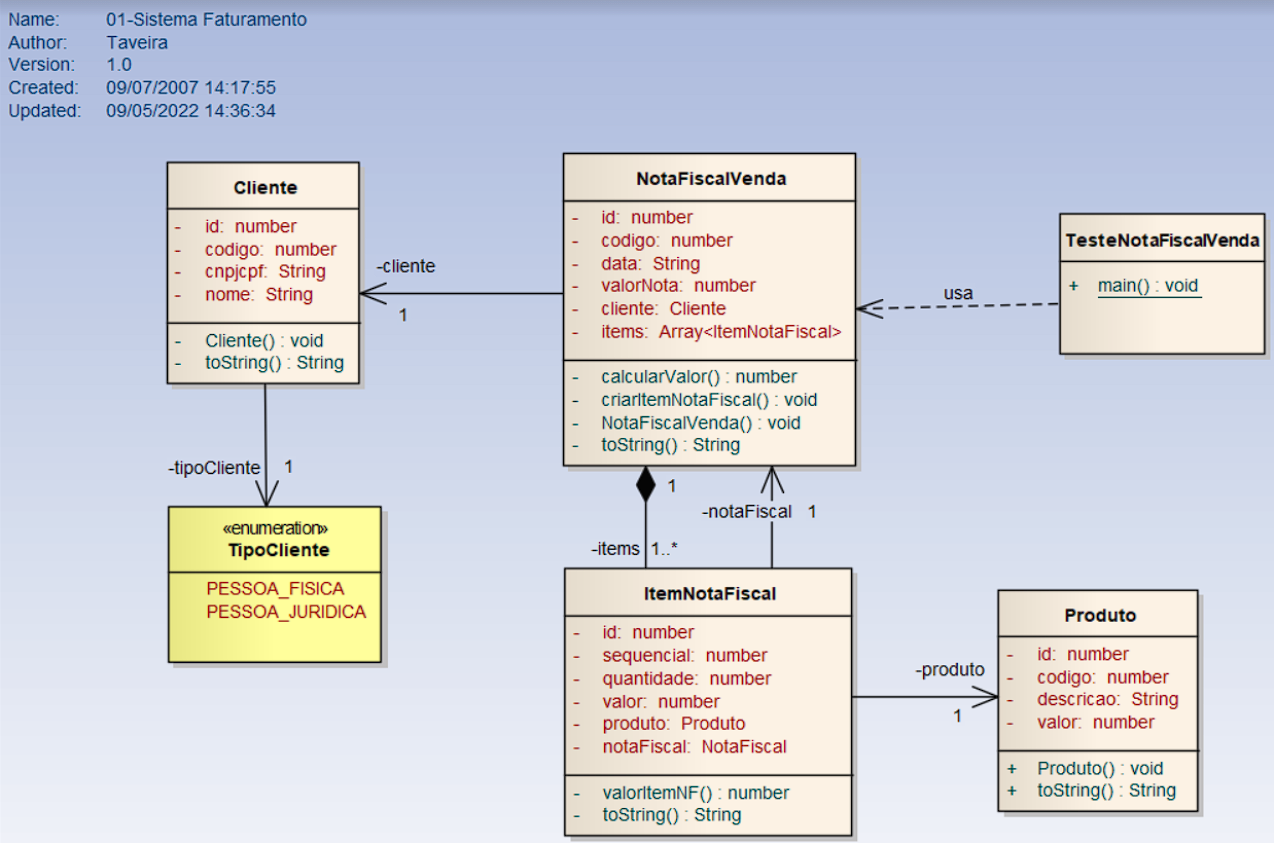 Name: 01-Sistema Faturamento
Author: Taveira
Version: 1.0
Created: 09/07/2007 14:17:55
Updated: 09/05/2022 14:36:34
Cliente
- id: number
- codigo: number
- cnpjcpf: String
- nome: String
- Cliente() : void
- toString() : String
-cliente
1
NotaFiscalVenda
- id: number
- codigo: number
- data: String
- valorNota: number
- cliente: Cliente
- items: Array<ItemNotaFiscal>
- calcularValor() : number
- criarItemNotaFiscal() : void
- NotaFiscalVenda() : void
- toString() : String
usa
TesteNotaFiscalVenda
+ main() : void
-tipoCliente 1
«enumeration»
TipoCliente
PESSOA_FISICA
PESSOA_JURIDICA
1
-notaFiscal 1
-items 1..*
ItemNotaFiscal
- id: number
- sequencial: number
- quantidade: number
- valor: number
- produto: Produto
- notaFiscal: NotaFiscal
- valorItemNF() : number
- toString() : String
-produto
1
Produto
- id: number
- codigo: number
- descricao: String
- valor: number
+ Produto() : void
+ toString() : String